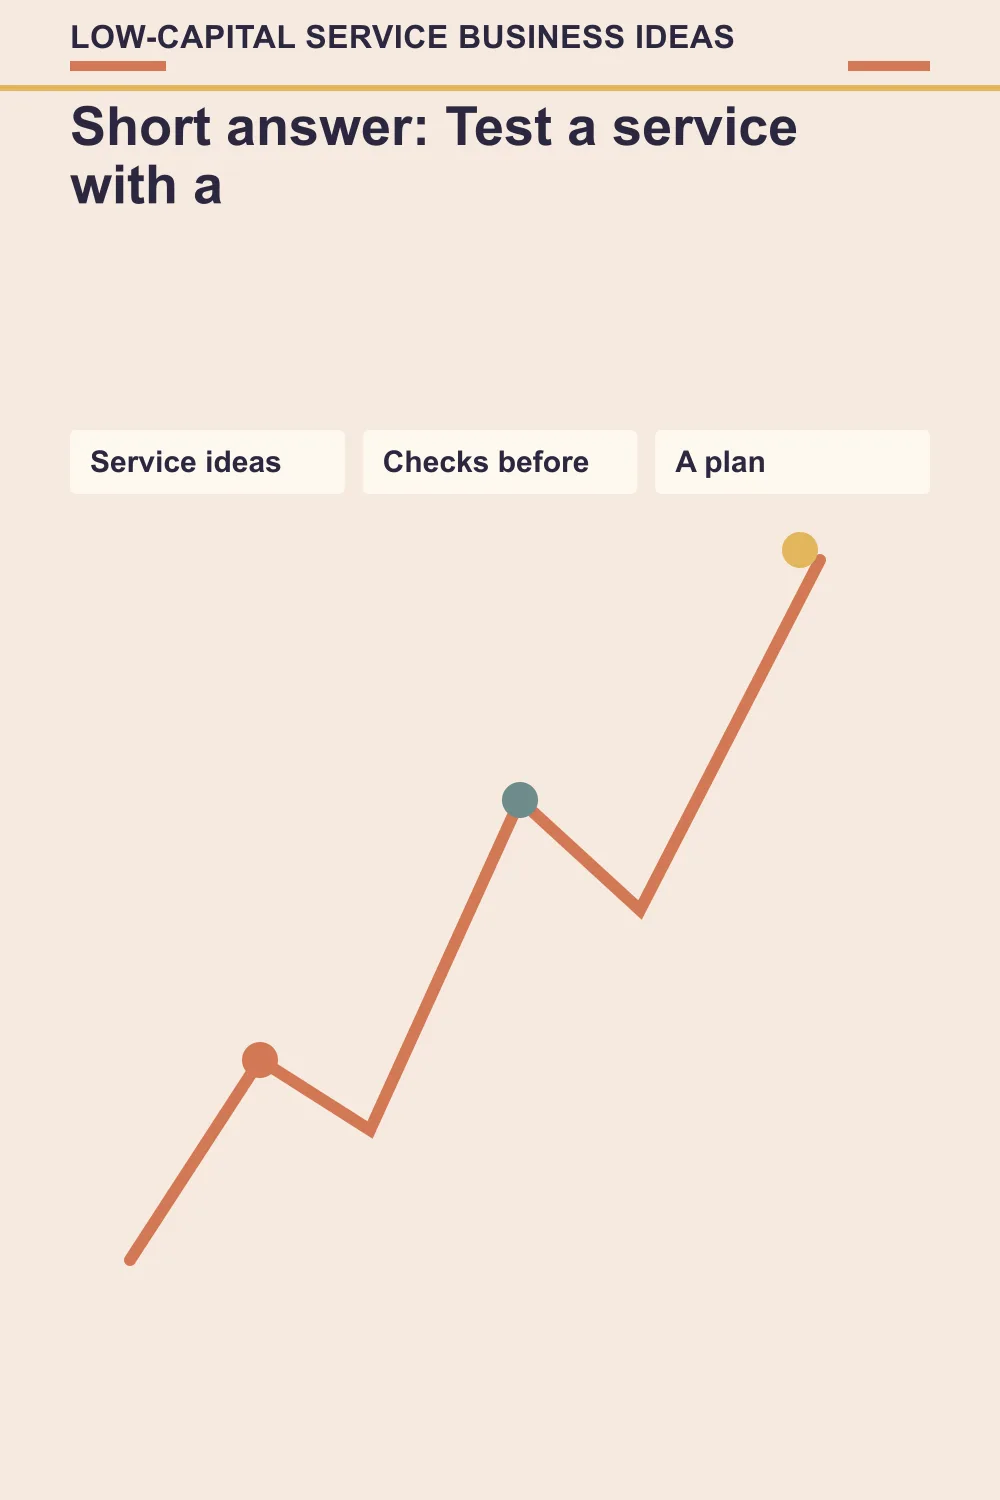 LOW-CAPITAL SERVICE BUSINESS IDEAS
Short answer: Test a service
with a
Service ideas
Checks before
A plan